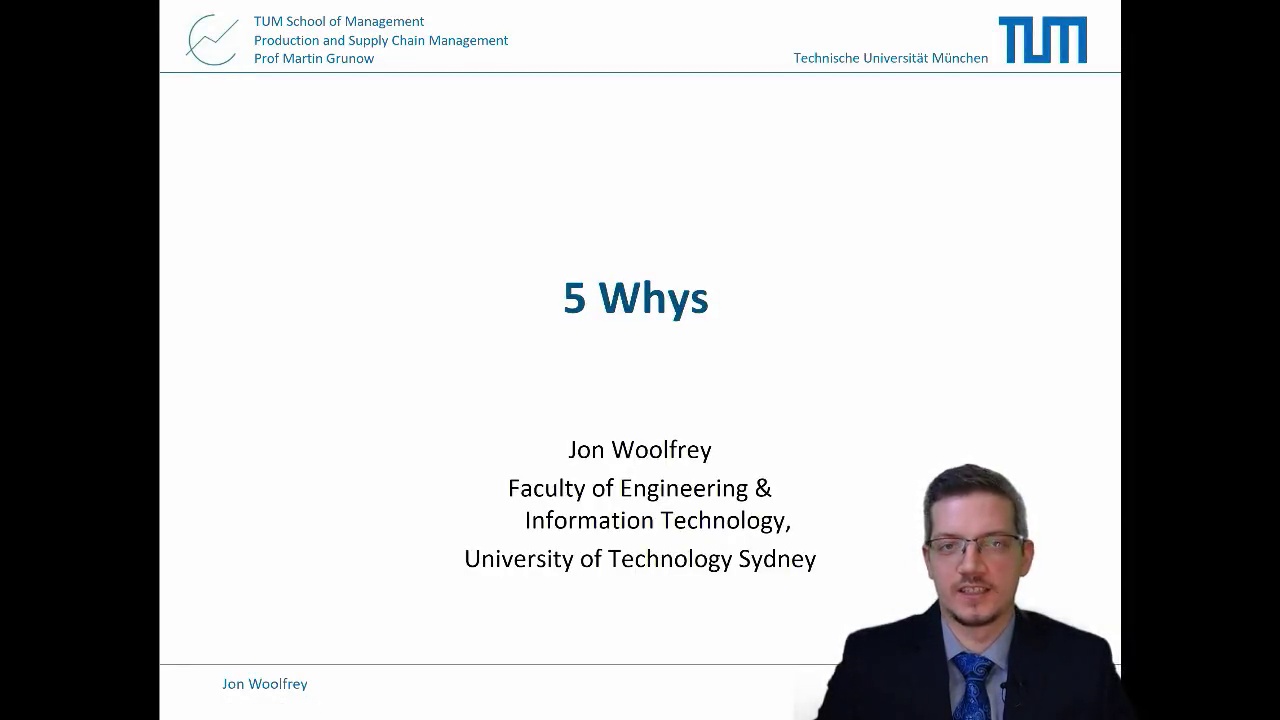 TUM School of Management
Production and Supply Chain Management
Prof Martin Grunow
Technische Universität München
TUM
5 Whys
Jon Woolfrey
Faculty of Engineering &
Information Technology,
University of Technology Sydney
Jon Woolfrey